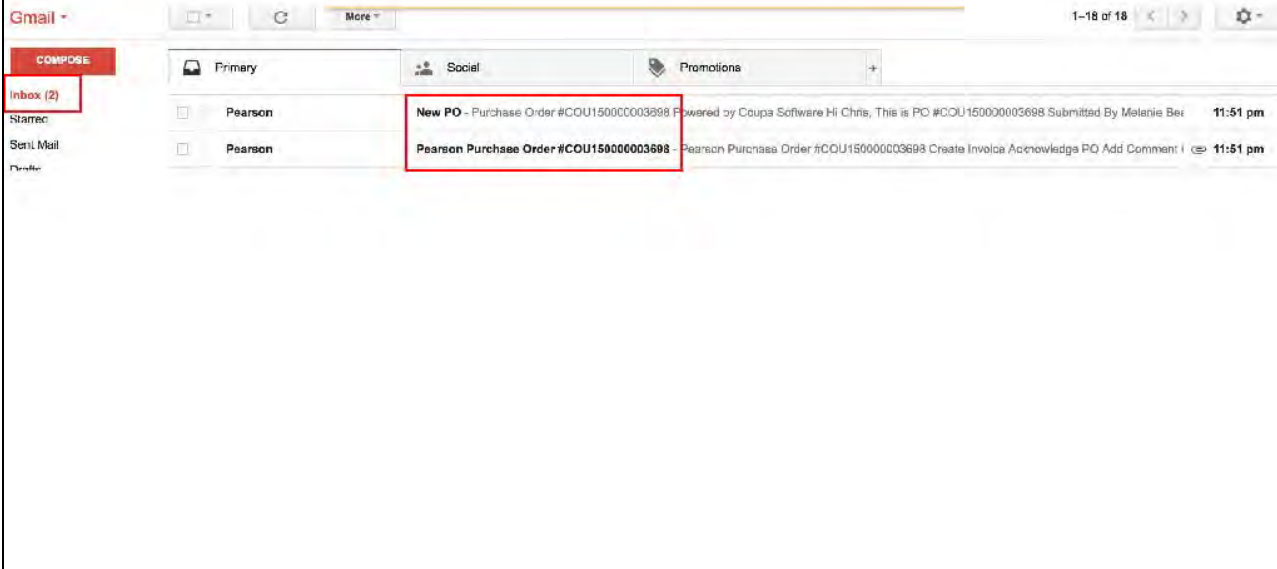 Gmail
More
1–18 of 18
COMPOSE
Primary
Social
Promotions
+
Inbox (2)
Starred
Sent Mail
Drafts
Pearson
New PO - Purchase Order #COU150000003698 Powered by Coupa Software Hi Chris, This is PO #COU150000003698 Submitted By Melanie Bea
11:51 pm
Pearson
Pearson Purchase Order #COU150000003698 - Pearson Purchase Order #COU150000003698 Create Invoice Acknowledge PO Add Comment
11:51 pm